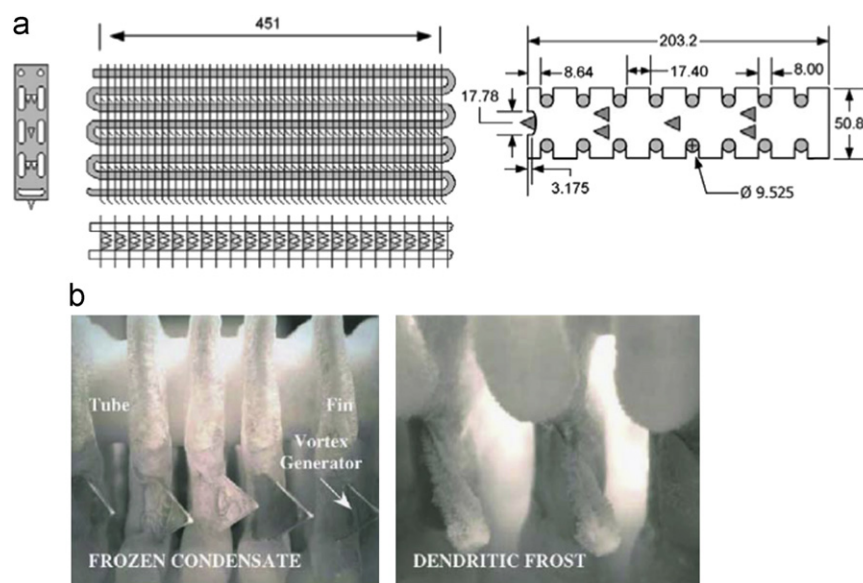 a
451
203.2
8.64
17.40
8.00
17.78
50.8
3.175
Ø 9.525
b
Tube
Fin
Vortex
Generator
FROZEN CONDENSATE
DENDRITIC FROST